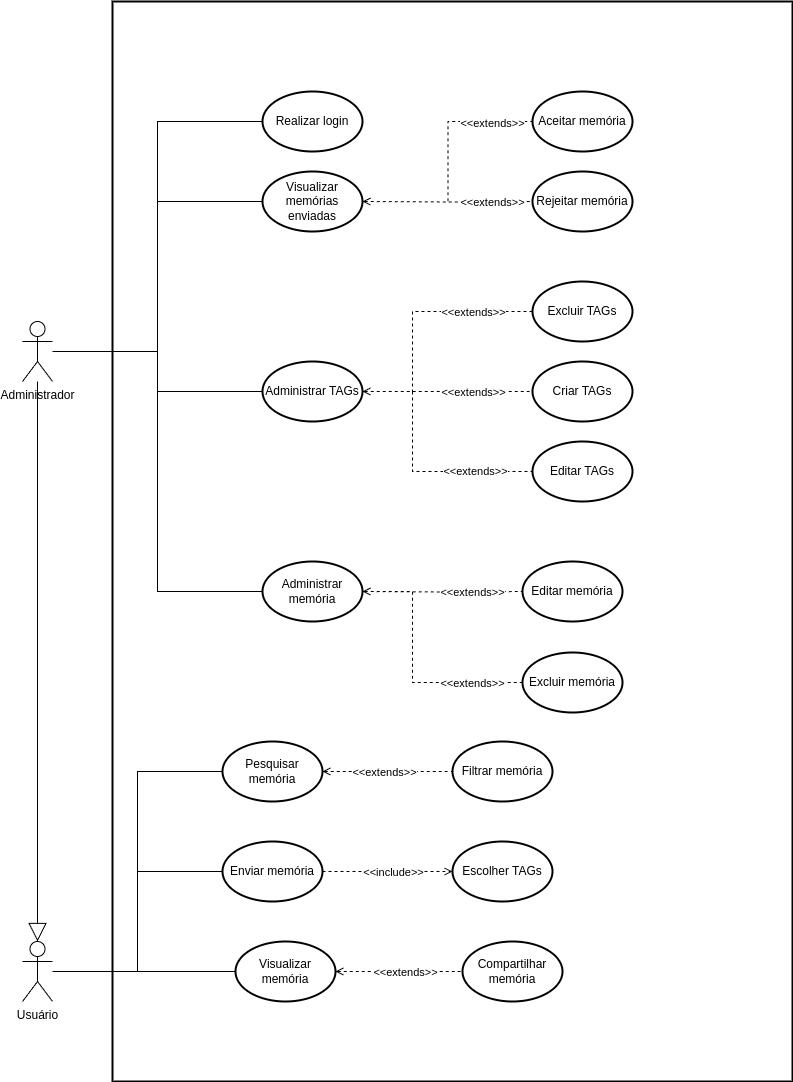 Realizar login
<<extends>>
Aceitar memória
Visualizar
memórias
enviadas
<<extends>>
Rejeitar memória
<<extends>>
Excluir TAGs
Administrador
Administrar TAGs
<<extends>>
Criar TAGs
<<extends>>
Editar TAGs
Administrar
memória
<<extends>>
Editar memória
<<extends>>
Excluir memória
Pesquisar
memória
<<extends>>
Filtrar memória
Enviar memória
<<include>>
Escolher TAGs
Visualizar
memória
<<extends>>
Compartilhar
memória
Usuário